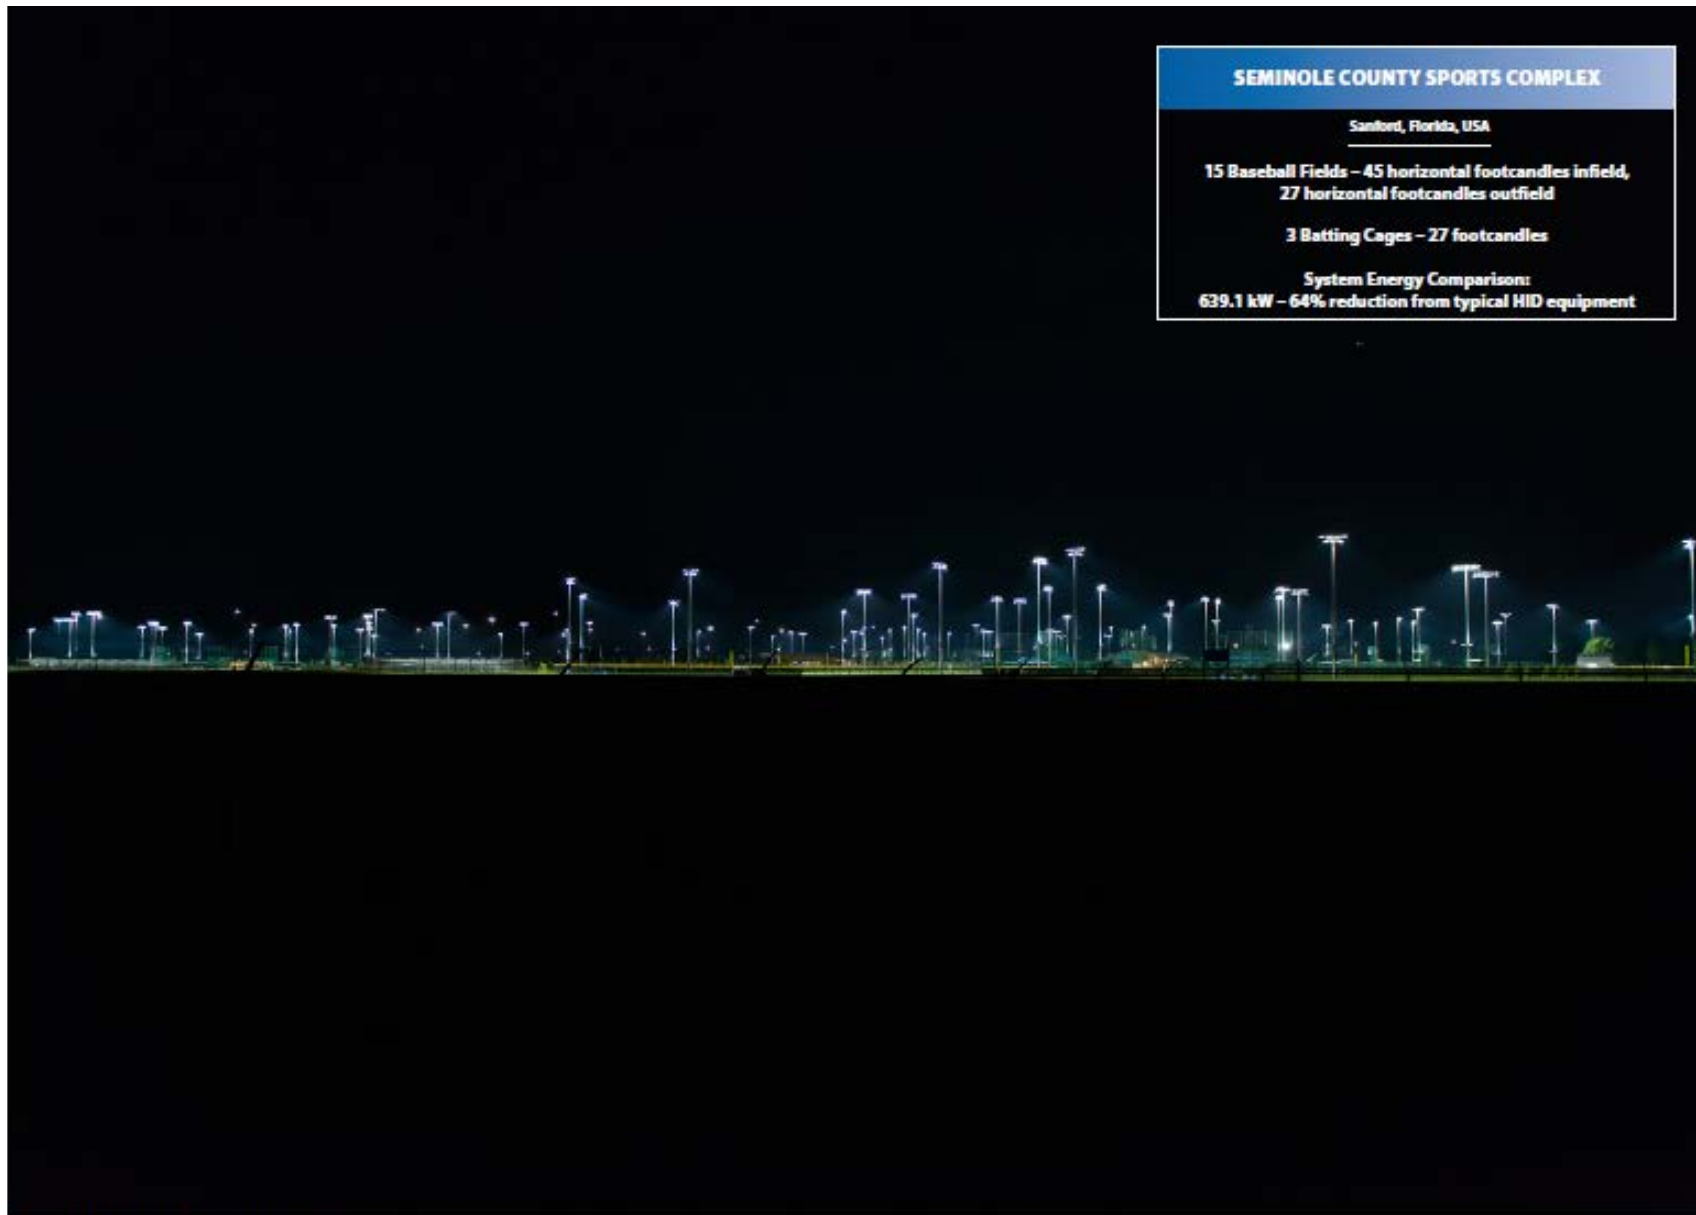 SEMINOLE COUNTY SPORTS COMPLEX
Sanford, Florida, USA
15 Baseball Fields – 45 horizontal footcandles infield,
27 horizontal footcandles outfield
3 Batting Cages – 27 footcandles
System Energy Comparison:
639.1 kW – 64% reduction from typical HID equipment